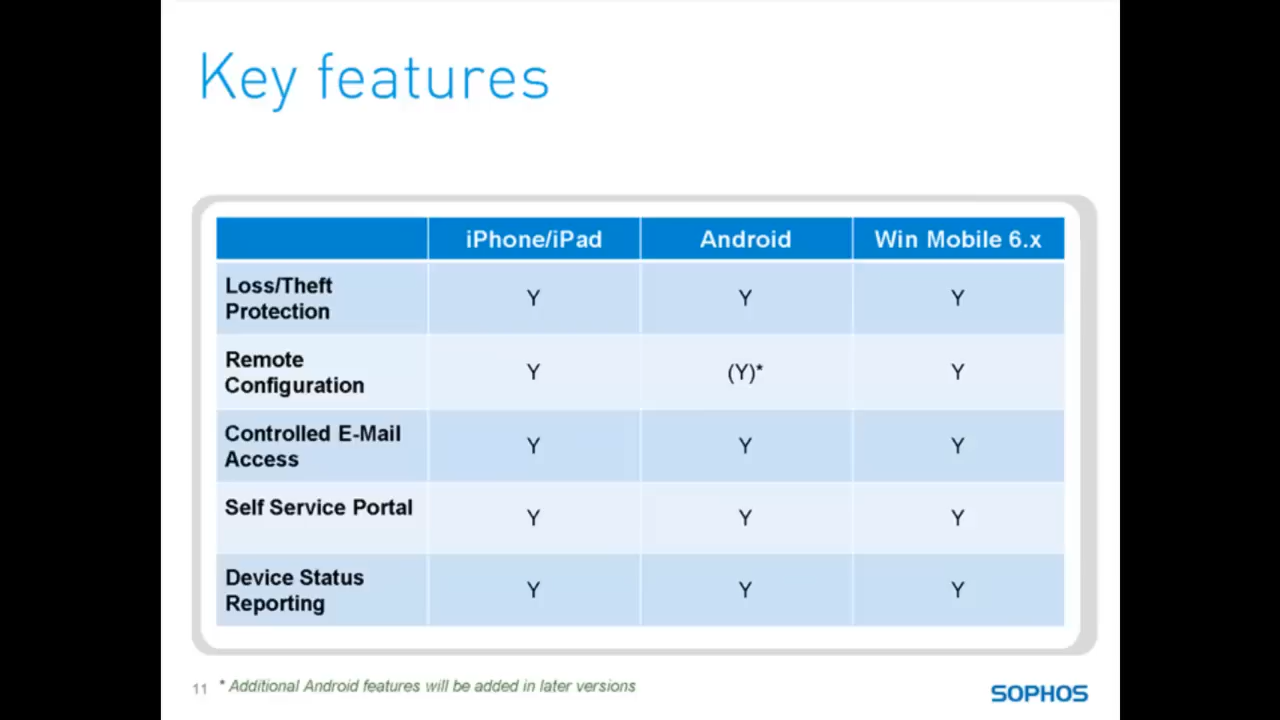 Key features
iPhone/iPad Android Win Mobile 6.x
Loss/Theft
Protection Y Y Y
Remote
Configuration Y (Y)* Y
Controlled E-Mail
Access Y Y Y
Self Service Portal Y Y Y
Device Status
Reporting Y Y Y
11 * Additional Android features will be added in later versions
SOPHOS